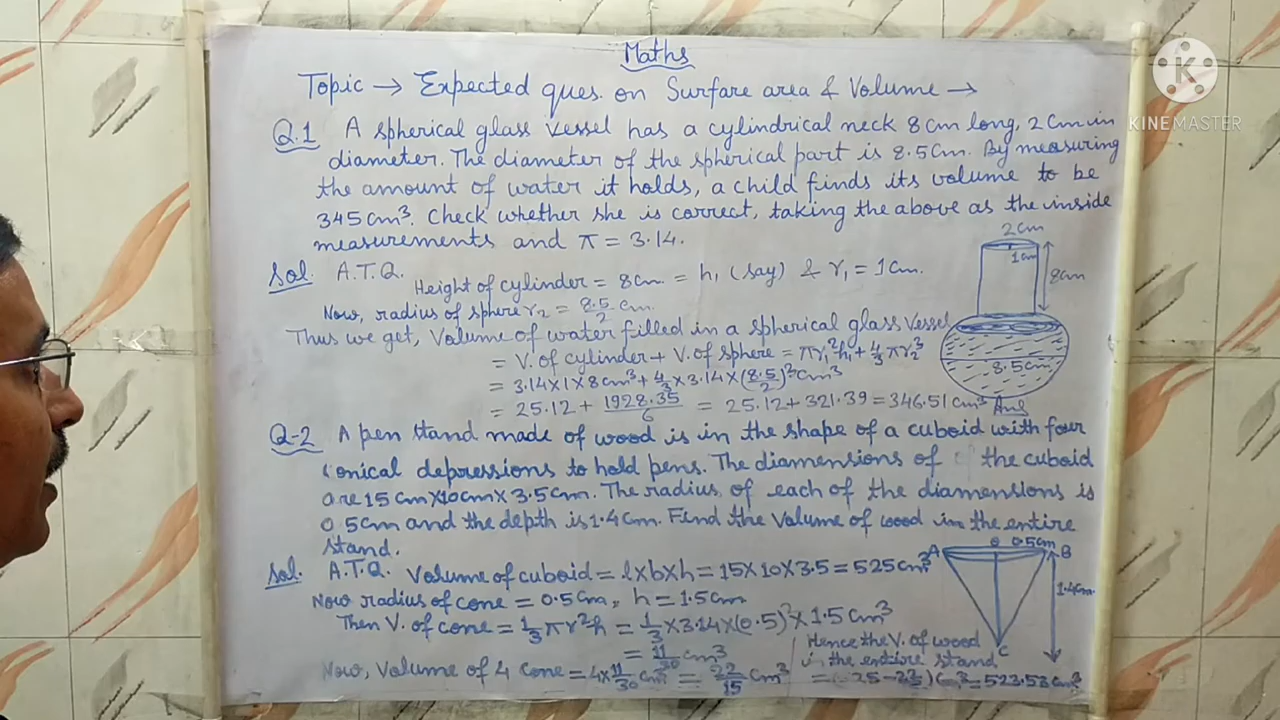 Maths
Topic → Expected ques. on Surfare area & Volume →
Q.1 A spherical glass vessel has a cylindrical neck 8 cm long, 2 cm in
diameter. The diameter of the spherical part is 8.5 cm. By measuring
the amount of water it holds, a child finds its volume to be
345 cm³. Check whether she is correct, taking the above as the inside
measurements and π = 3.14.
2 cm
1 cm
8 cm
8.5 cm
Sol. A.T.Q. Height of cylinder = 8 cm = h₁ (say) & r₁ = 1 cm.
Now, radius of sphere r₂ = 8.5/2 cm.
Thus we get, Volume of water filled in a spherical glass vessel
= V. of cylinder + V. of sphere = πr₁²h₁ + 4/3 πr₂³
= 3.14×1×8 cm³ + 4/3 × 3.14 × (8.5/2)³ cm³
= 25.12 + 1928.35/6 = 25.12 + 321.39 = 346.51 cm³ Ans
Q-2 A pen stand made of wood is in the shape of a cuboid with four
conical depressions to hold pens. The diamensions of the cuboid
are 15 cm × 10 cm × 3.5 cm. The radius of each of the diamensions is
0.5 cm and the depth is 1.4 cm. Find the volume of wood in the entire
stand.
Sol. A.T.Q. Volume of cuboid = l×b×h = 15×10×3.5 = 525 cm³
Now radius of cone = 0.5 cm, h = 1.5 cm
Then V. of cone = 1/3 πr²h = 1/3 × 3.14 × (0.5)² × 1.5 cm³
= 11/30 cm³
Now, Volume of 4 cone = 4×11/30 cm³ = 22/15 cm³
A O 0.5 cm B
1.4 cm
C
Hence the V. of wood
in the entire stand
= 25 - 22 ) cm³ = 523.53 cm³
K
KINEMASTER